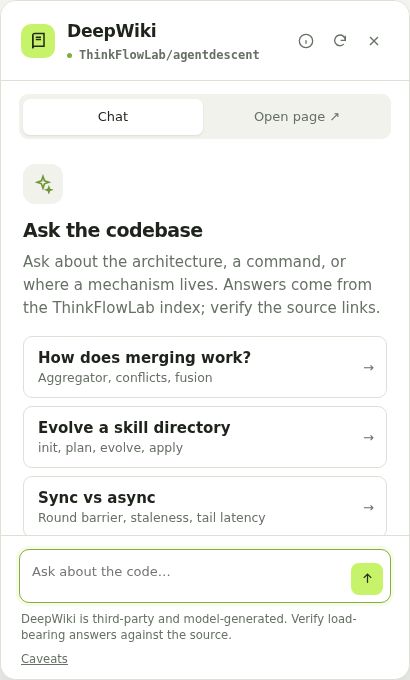 DeepWiki
ThinkFlowLab/agentdescent
Chat
Open page ↗
Ask the codebase
Ask about the architecture, a command, or
where a mechanism lives. Answers come from
the ThinkFlowLab index; verify the source links.
How does merging work?
Aggregator, conflicts, fusion
→
Evolve a skill directory
init, plan, evolve, apply
→
Sync vs async
Round barrier, staleness, tail latency
→
Ask about the code...
DeepWiki is third-party and model-generated. Verify load-
bearing answers against the source.
Caveats